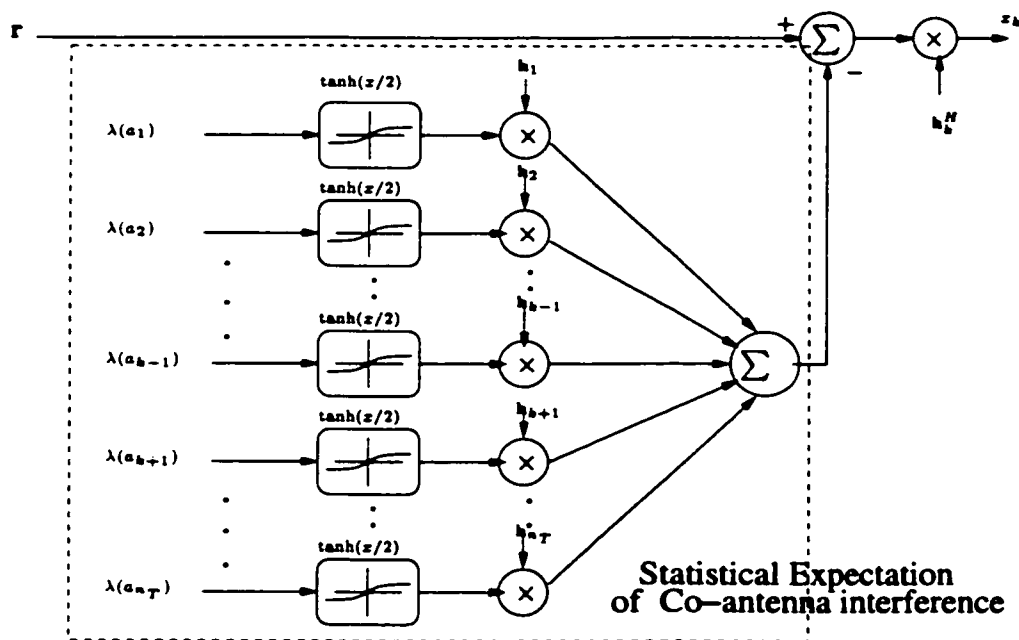 r + Σ × x_k
−
h_k^H
tanh(x/2) h_1
λ(a_1) ×
tanh(x/2) h_2
λ(a_2) ×
tanh(x/2) h_{k−1}
λ(a_{k−1}) × Σ
tanh(x/2) h_{k+1}
λ(a_{k+1}) ×
tanh(x/2) h_{n_T}
λ(a_{n_T}) ×
Statistical Expectation
of Co−antenna interference